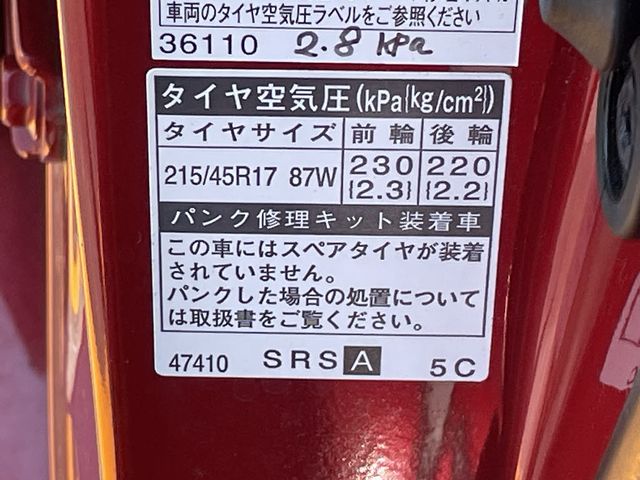 車両のタイヤ空気圧ラベルをご参照ください
36110 2.8 kpa
タイヤ空気圧(kPa{kg/cm²})
タイヤサイズ 前輪 後輪
215/45R17 87W 230 220
{2.3} {2.2}
パンク修理キット装着車
この車にはスペアタイヤが装着
されていません。
パンクした場合の処置について
は取扱書をご覧ください。
47410 SRS A 5C